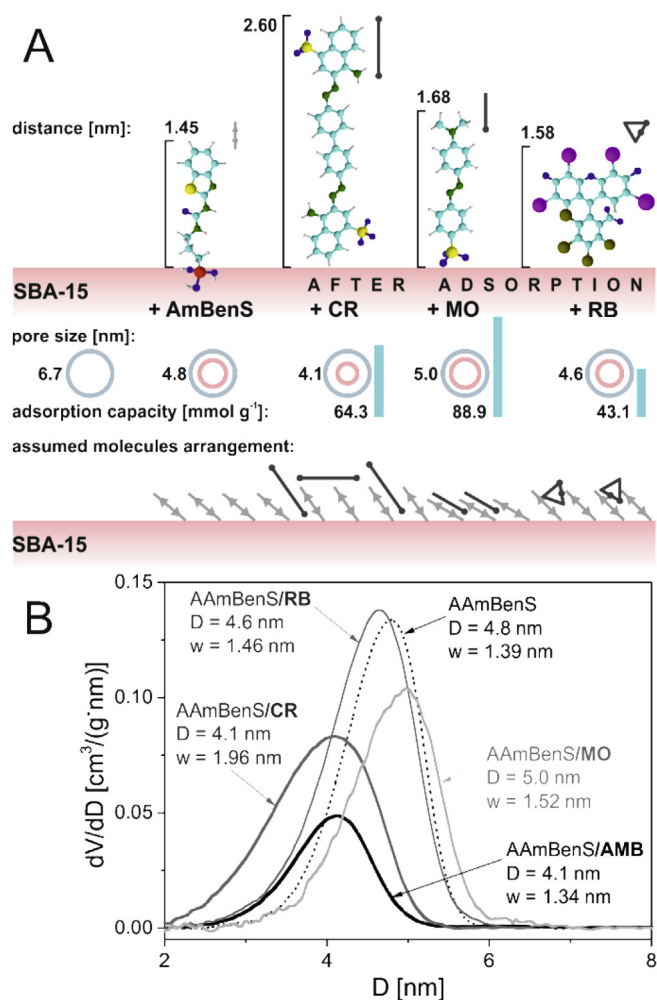 A
2.60
1.68
distance [nm]:
1.45
1.58
SBA-15
A F T E R A D S O R P T I O N
+ AmBenS + CR + MO + RB
pore size [nm]:
6.7 4.8 4.1 5.0 4.6
adsorption capacity [mmol g⁻¹]: 64.3 88.9 43.1
assumed molecules arrangement:
SBA-15
B
0.15
0.10
0.05
0.00
dV/dD [cm³/(g·nm)]
AAmBenS/RB
D = 4.6 nm
w = 1.46 nm
AAmBenS
D = 4.8 nm
w = 1.39 nm
AAmBenS/CR
D = 4.1 nm
w = 1.96 nm
AAmBenS/MO
D = 5.0 nm
w = 1.52 nm
AAmBenS/AMB
D = 4.1 nm
w = 1.34 nm
2 4 6 8
D [nm]